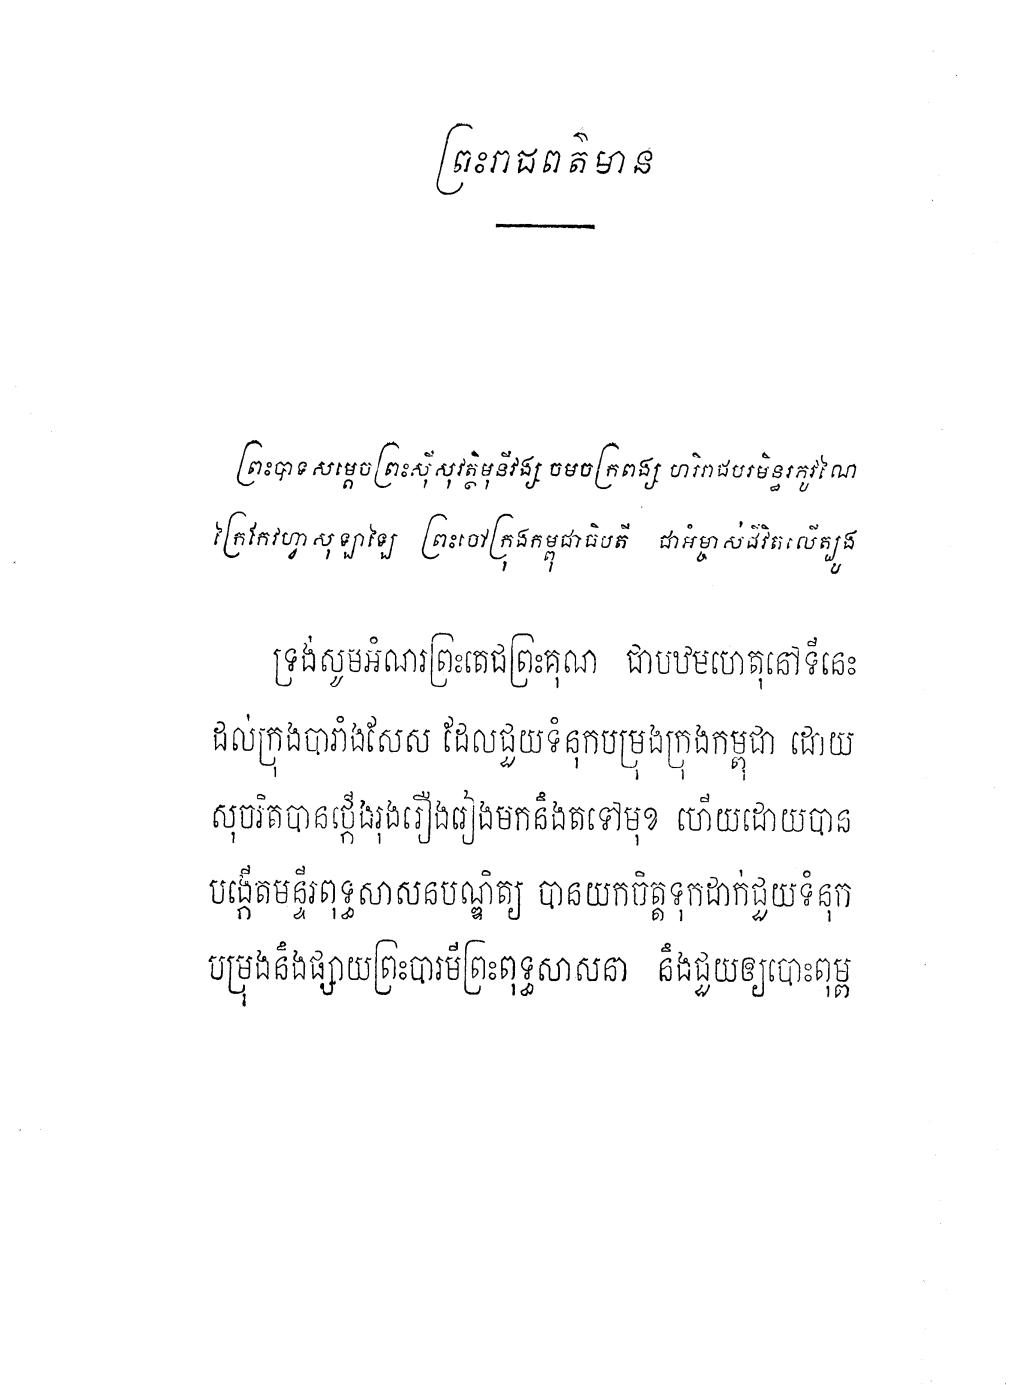 ព្រះរាជពត៌មាន
ព្រះបាទសម្ដេចព្រះស៊ីសុវត្ថិមុនីវង្ស ចមចក្រពង្ស ហរិរាជបរមិន្ទរភូវណៃ
ក្រៃកែវហ្វាសុឡាឡៃ ព្រះចៅក្រុងកម្ពុជាធិបតី ជាអំម្ចាស់ជីវិតលើត្បូង
ទ្រង់សូមអំណរព្រះតេជព្រះគុណ ជាបឋមហេតុនៅទីនេះ
ដល់ក្រុងបារាំងសែស ដែលជួយទំនុកបម្រុងក្រុងកម្ពុជា ដោយ
សុចរិតបានថ្កើងរុងរឿងរៀងមកនឹងតទៅមុខ ហើយដោយបាន
បង្កើតមន្ទីរពុទ្ធសាសនបណ្ឌិត្យ បានយកចិត្តទុកដាក់ជួយទំនុក
បម្រុងនឹងផ្សាយព្រះបារមីព្រះពុទ្ធសាសនា នឹងជួយឲ្យបោះពុម្ព